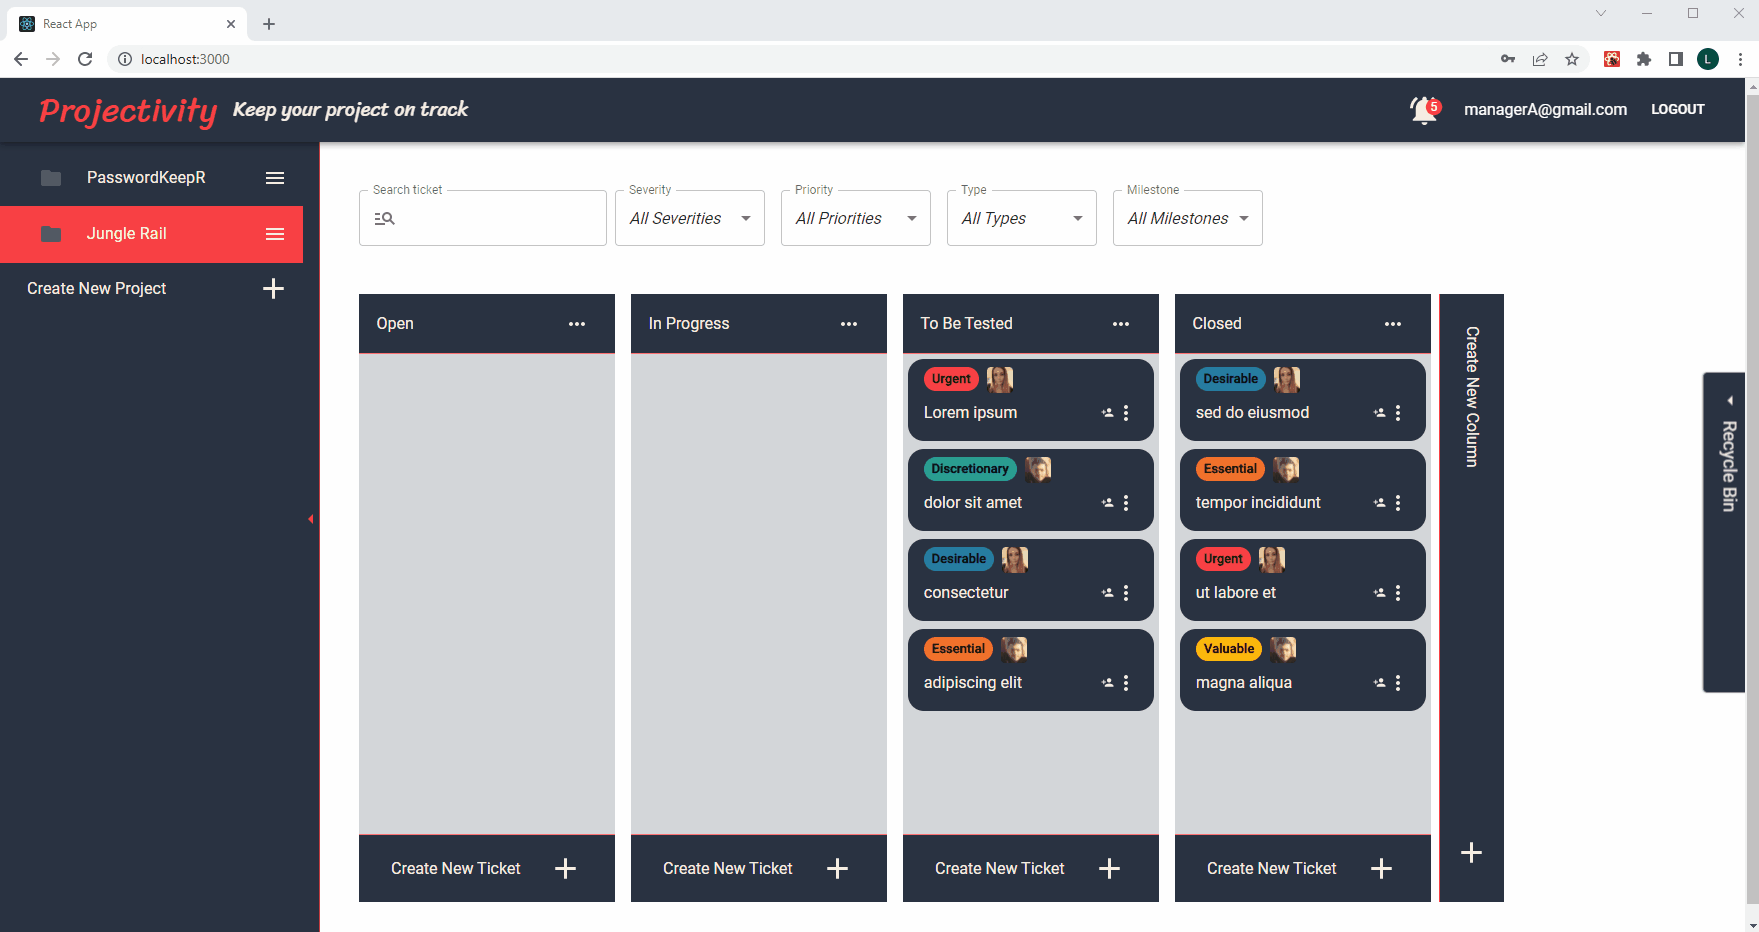 React App
localhost:3000
L
Projectivity
Keep your project on track
5
managerA@gmail.com
LOGOUT
PasswordKeepR
Jungle Rail
Create New Project
Search ticket
Severity
All Severities
Priority
All Priorities
Type
All Types
Milestone
All Milestones
Open
In Progress
To Be Tested
Closed
Urgent
Lorem ipsum
Discretionary
dolor sit amet
Desirable
consectetur
Essential
adipiscing elit
Desirable
sed do eiusmod
Essential
tempor incididunt
Urgent
ut labore et
Valuable
magna aliqua
Create New Ticket
Create New Ticket
Create New Ticket
Create New Ticket
Create New Column
Recycle Bin